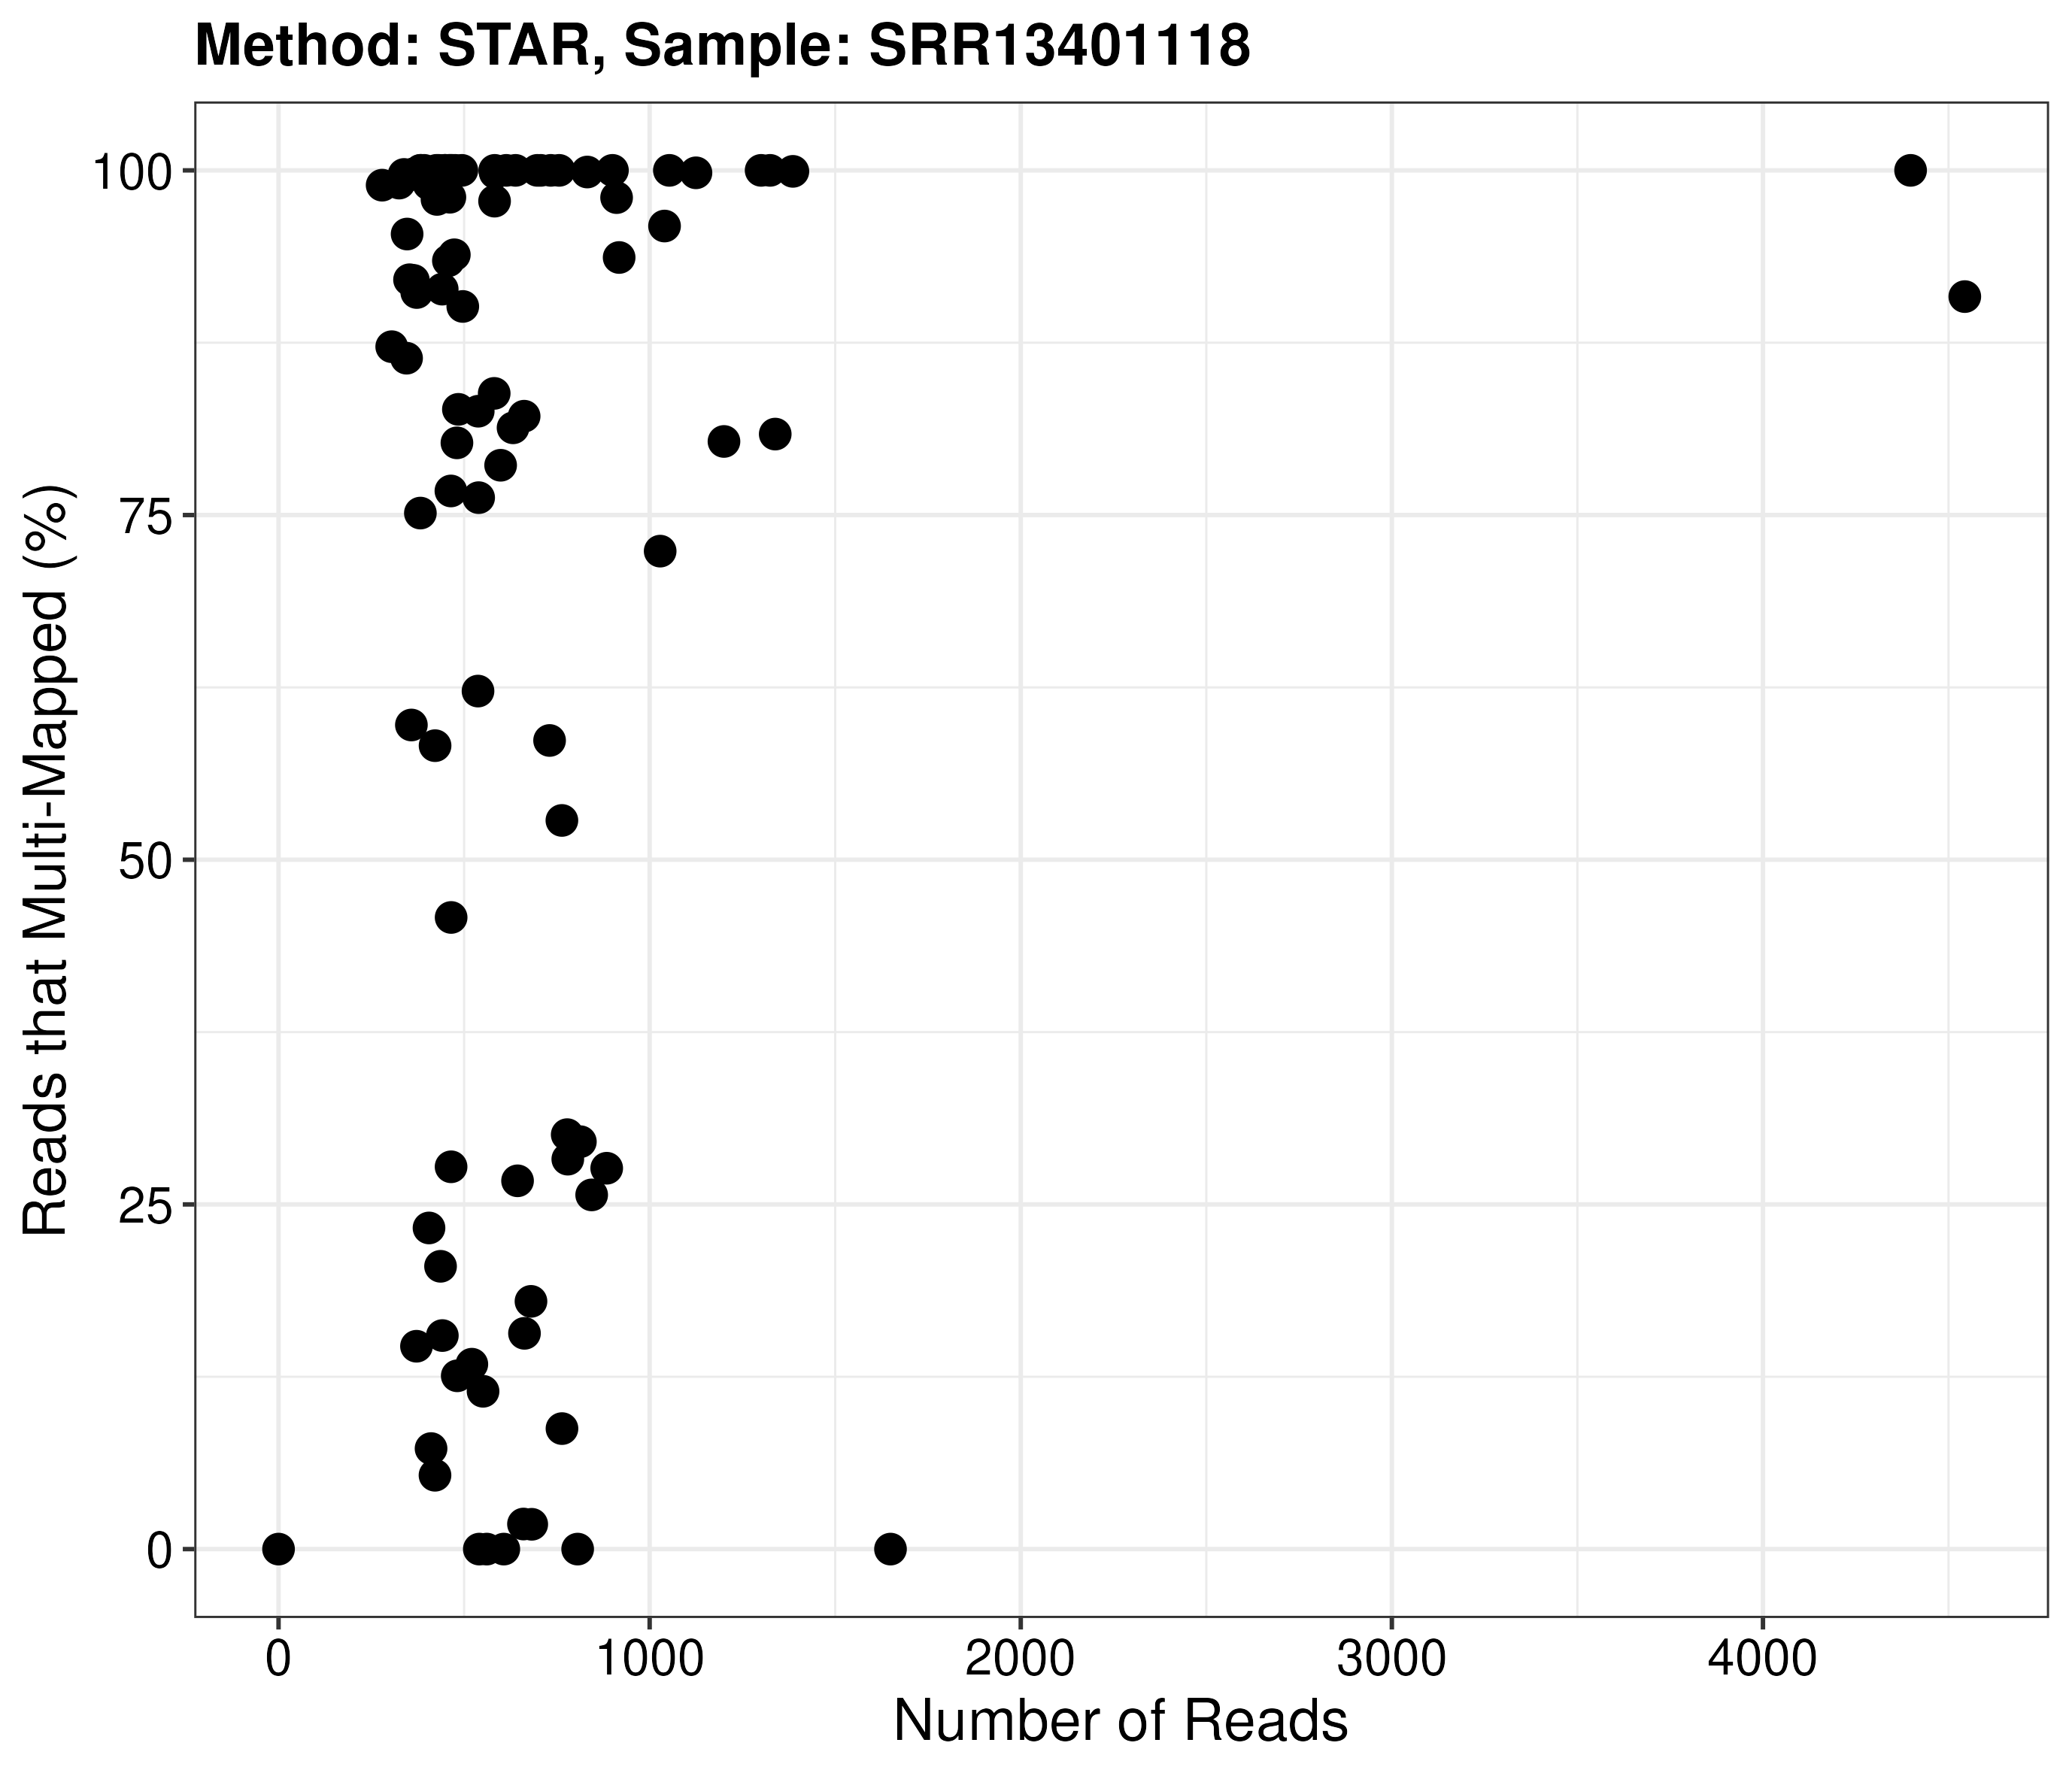 Method: STAR, Sample: SRR13401118
Reads that Multi-Mapped (%)
100
75
50
25
0
0 1000 2000 3000 4000
Number of Reads